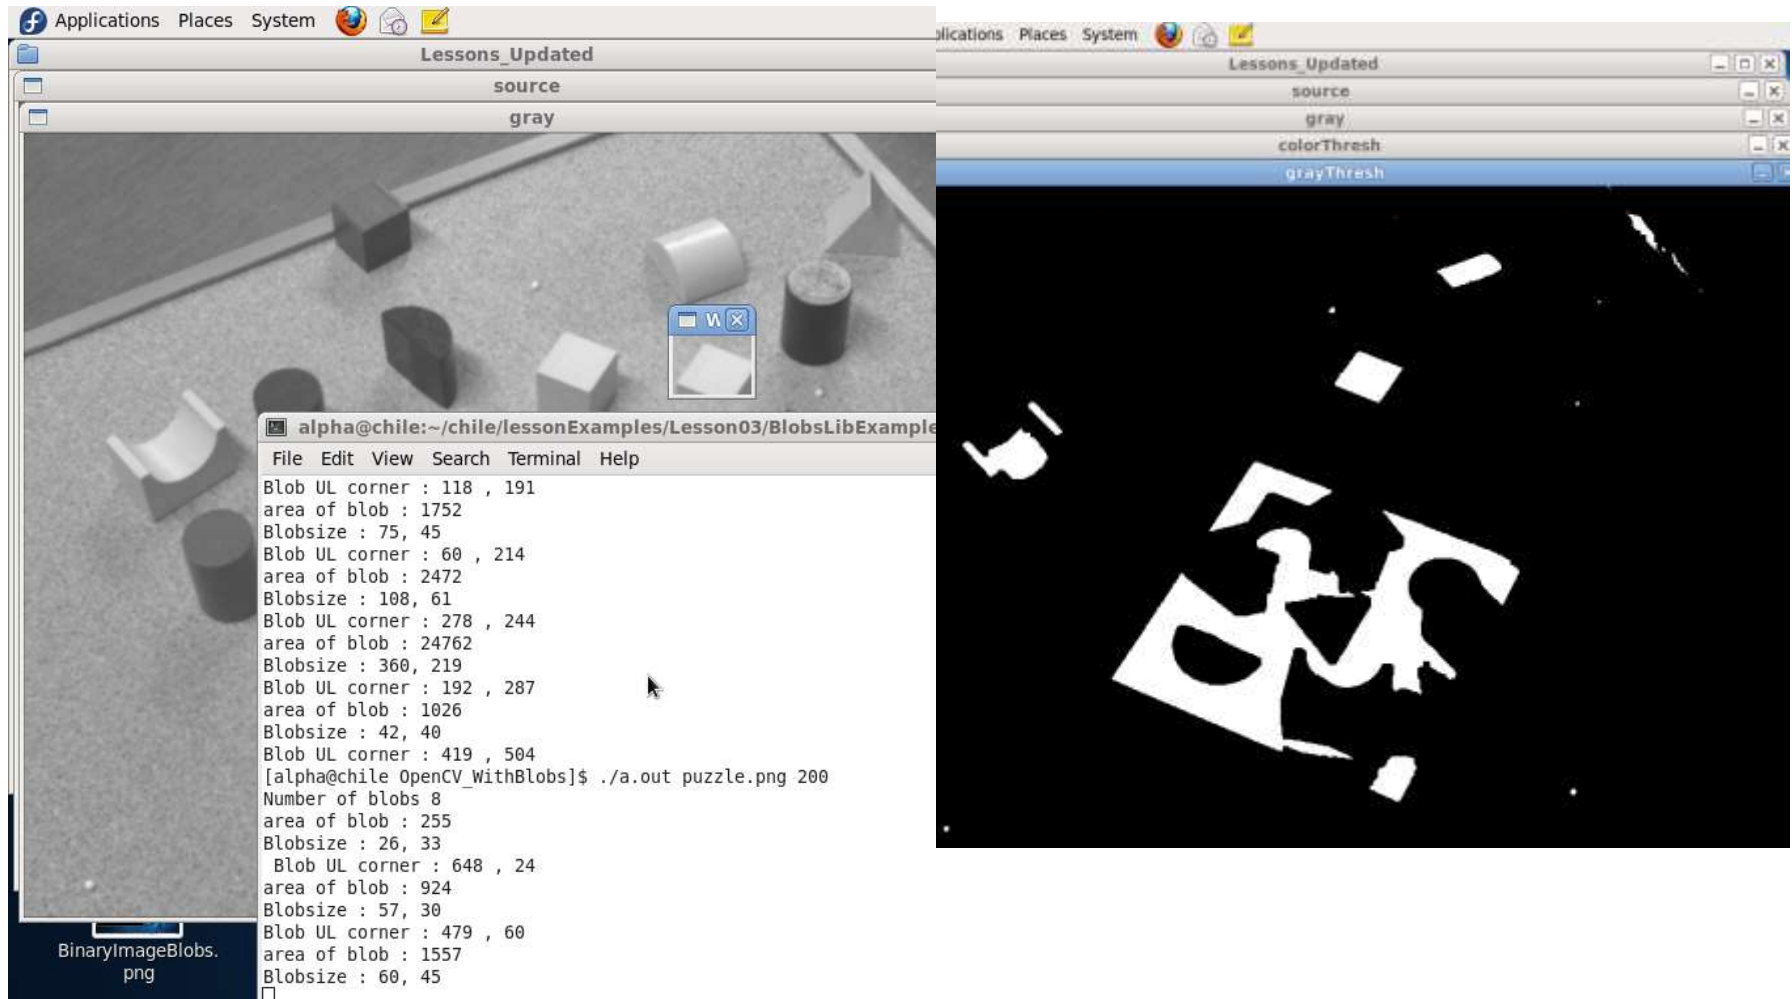 Applications Places System
Lessons_Updated
source
gray
W
alpha@chile:~/chile/lessonExamples/Lesson03/BlobsLibExample
File Edit View Search Terminal Help
Blob UL corner : 118 , 191
area of blob : 1752
Blobsize : 75, 45
Blob UL corner : 60 , 214
area of blob : 2472
Blobsize : 108, 61
Blob UL corner : 278 , 244
area of blob : 24762
Blobsize : 360, 219
Blob UL corner : 192 , 287
area of blob : 1026
Blobsize : 42, 40
Blob UL corner : 419 , 504
[alpha@chile OpenCV_WithBlobs]$ ./a.out puzzle.png 200
Number of blobs 8
area of blob : 255
Blobsize : 26, 33
Blob UL corner : 648 , 24
area of blob : 924
Blobsize : 57, 30
Blob UL corner : 479 , 60
area of blob : 1557
Blobsize : 60, 45
BinaryImageBlobs.
png
plications Places System
Lessons_Updated
source
gray
colorThresh
grayThresh